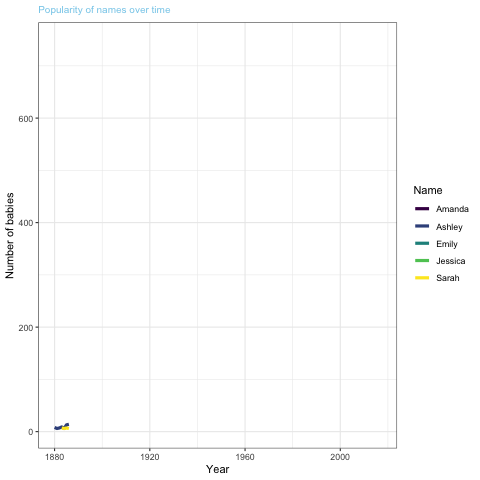 Popularity of names over time
Number of babies
600
400
200
0
1880 1920 1960 2000
Year
Name
Amanda
Ashley
Emily
Jessica
Sarah